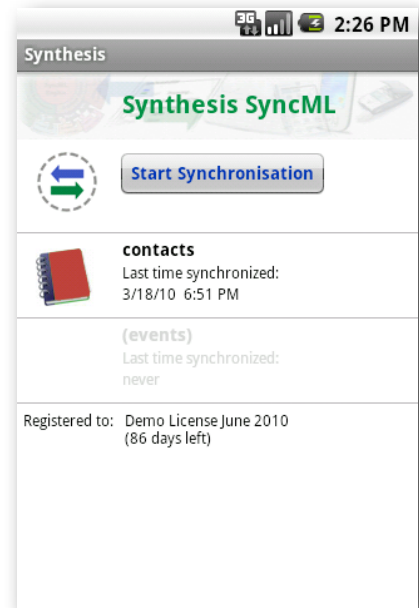 3G 2:26 PM
Synthesis
Synthesis SyncML
Start Synchronisation
contacts
Last time synchronized:
3/18/10 6:51 PM
(events)
Last time synchronized:
never
Registered to: Demo License June 2010
(86 days left)